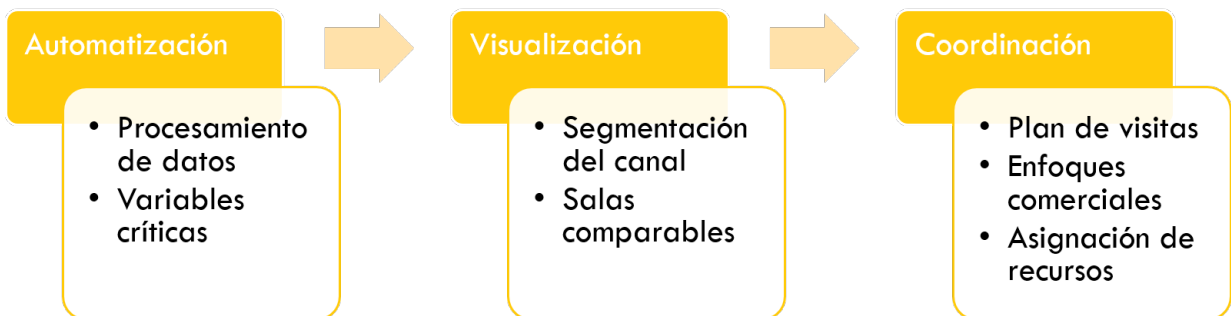 Automatización
• Procesamiento
de datos
• Variables
críticas
Visualización
• Segmentación
del canal
• Salas
comparables
Coordinación
• Plan de visitas
• Enfoques
comerciales
• Asignación de
recursos